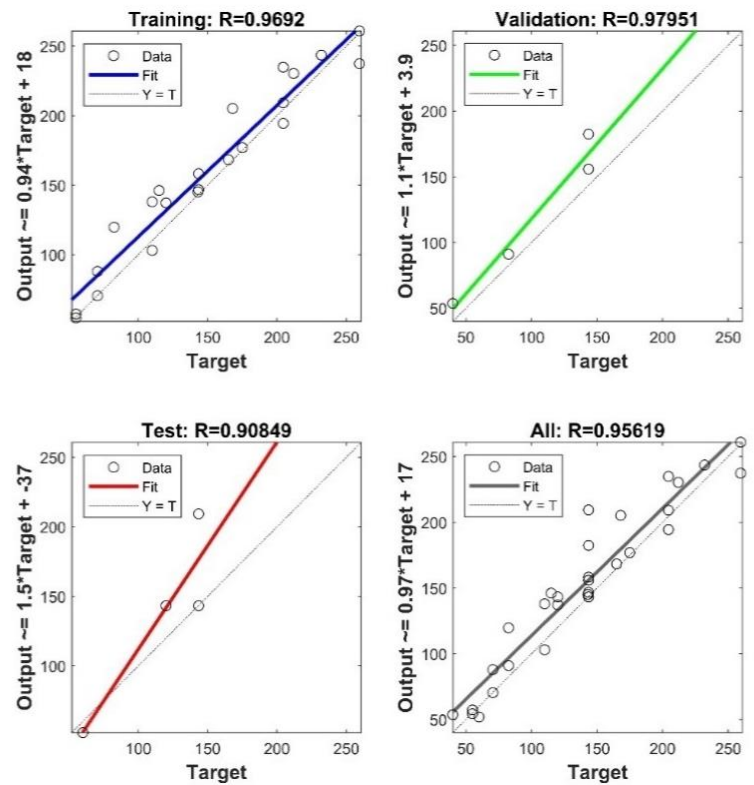 Training: R=0.9692
Output ~= 0.94*Target + 18
250
200
150
100
Data
Fit
Y = T
100
150
200
250
Target
Validation: R=0.97951
Output ~= 1.1*Target + 3.9
250
200
150
100
50
Data
Fit
Y = T
50
100
150
200
250
Target
Test: R=0.90849
Output ~= 1.5*Target + -37
250
200
150
100
Data
Fit
Y = T
100
150
200
250
Target
All: R=0.95619
Output ~= 0.97*Target + 17
250
200
150
100
50
Data
Fit
Y = T
50
100
150
200
250
Target